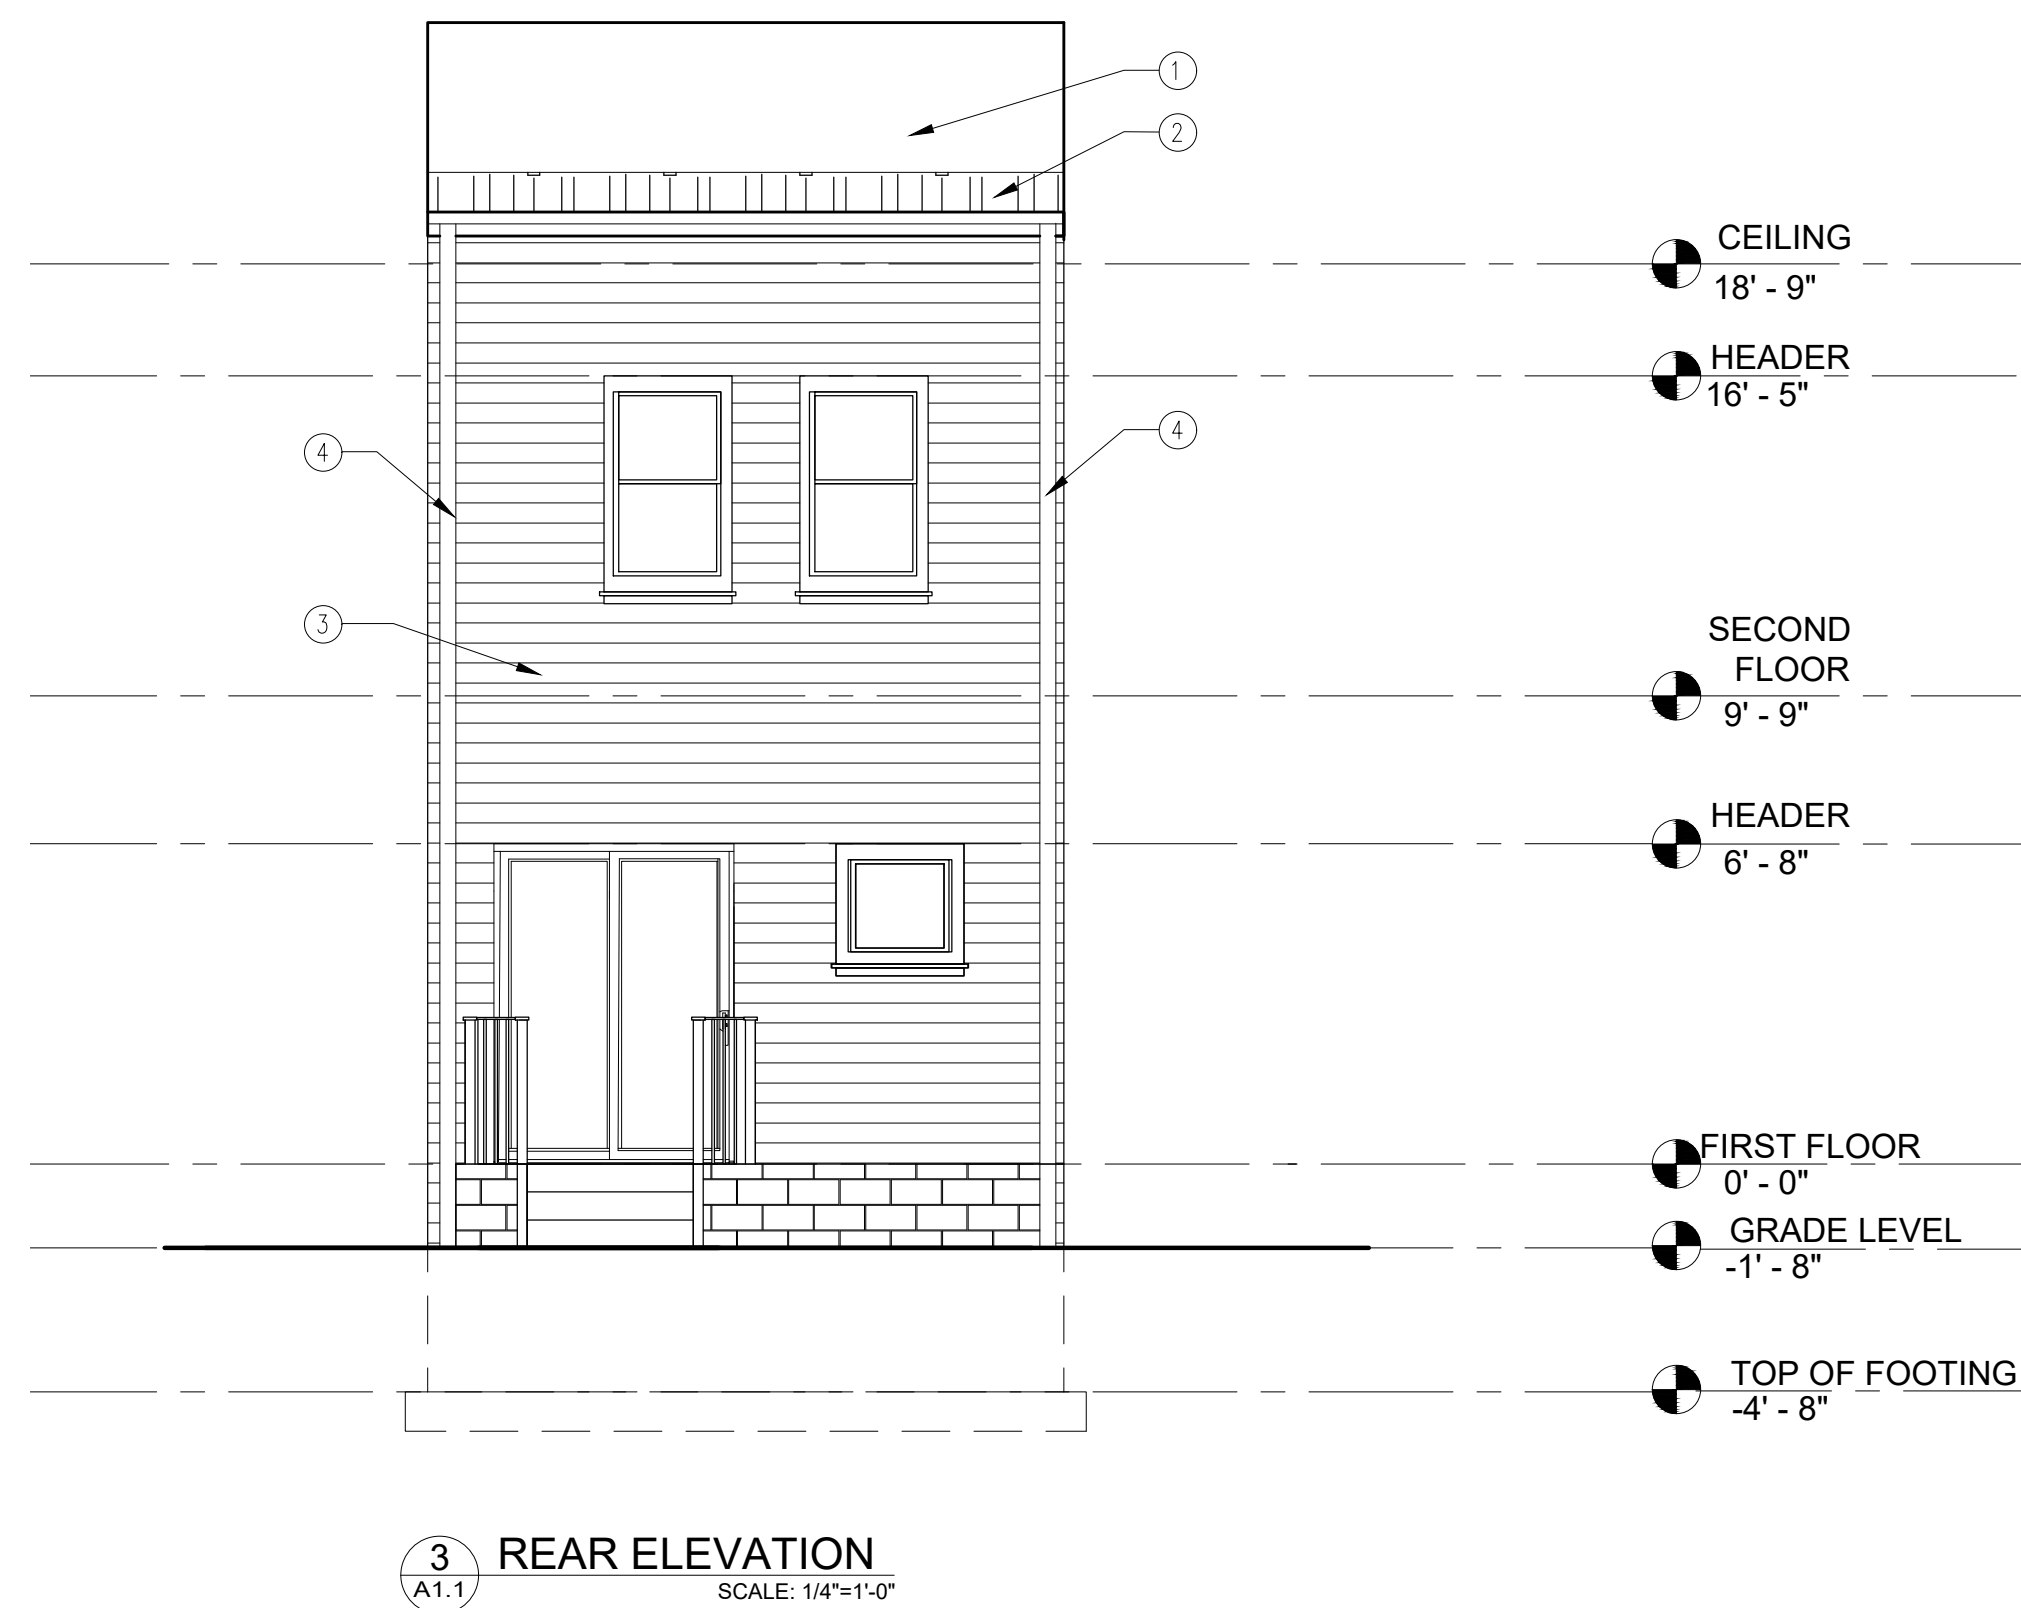 1
2
CEILING
18' - 9"
HEADER
16' - 5"
4
4
3
SECOND
FLOOR
9' - 9"
HEADER
6' - 8"
FIRST FLOOR
0' - 0"
GRADE LEVEL
-1' - 8"
TOP OF FOOTING
-4' - 8"
3
A1.1
REAR ELEVATION
SCALE: 1/4"=1'-0"